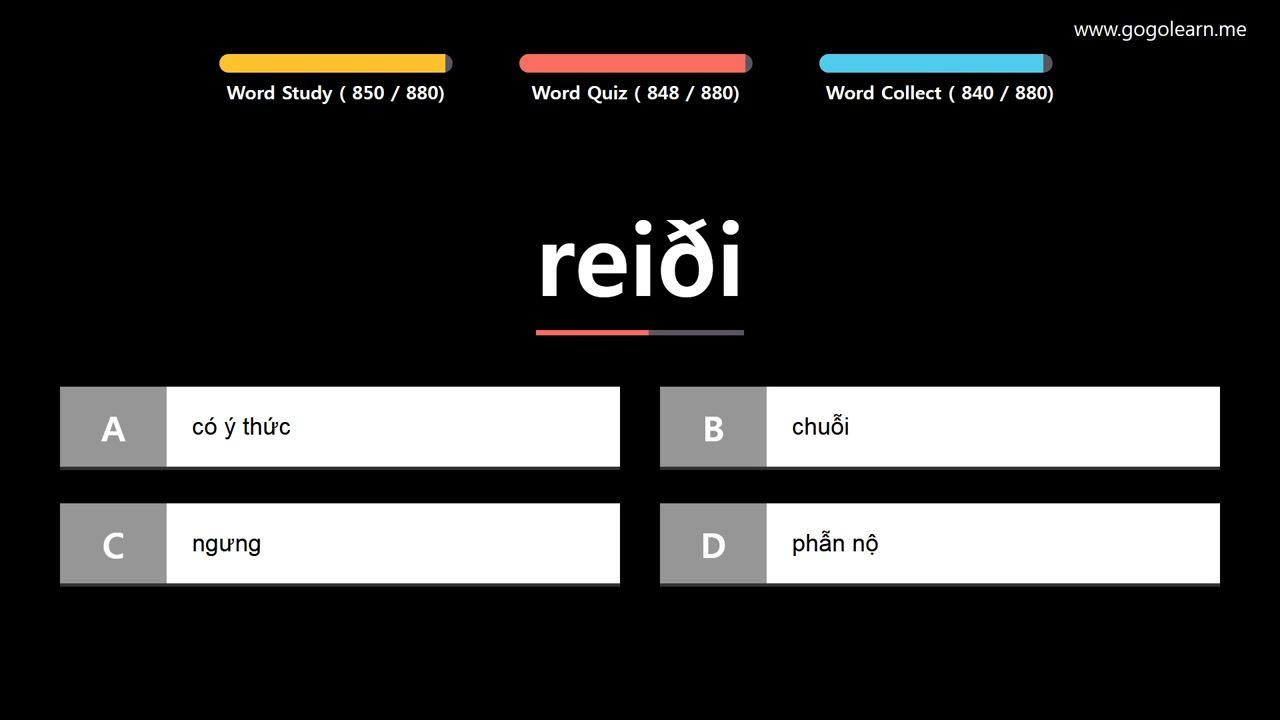 www.gogolearn.me
Word Study ( 850 / 880)
Word Quiz ( 848 / 880)
Word Collect ( 840 / 880)
reiði
A
có ý thức
B
chuỗi
C
ngưng
D
phẫn nộ